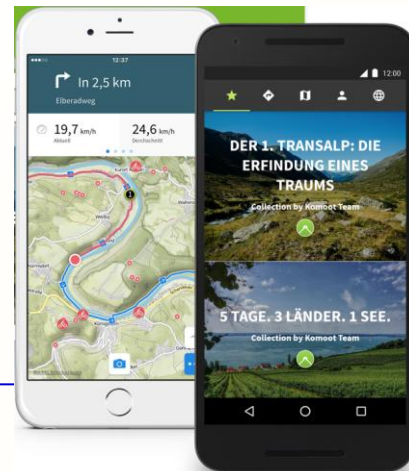 12:37
In 2,5 km
Elberadweg
19,7 km/h
Aktuell
24,6 km/h
Durchschnitt
12:00
DER 1. TRANSALP: DIE
ERFINDUNG EINES
TRAUMS
Collection by Komoot Team
5 TAGE. 3 LÄNDER. 1 SEE.
Collection by Komoot Team